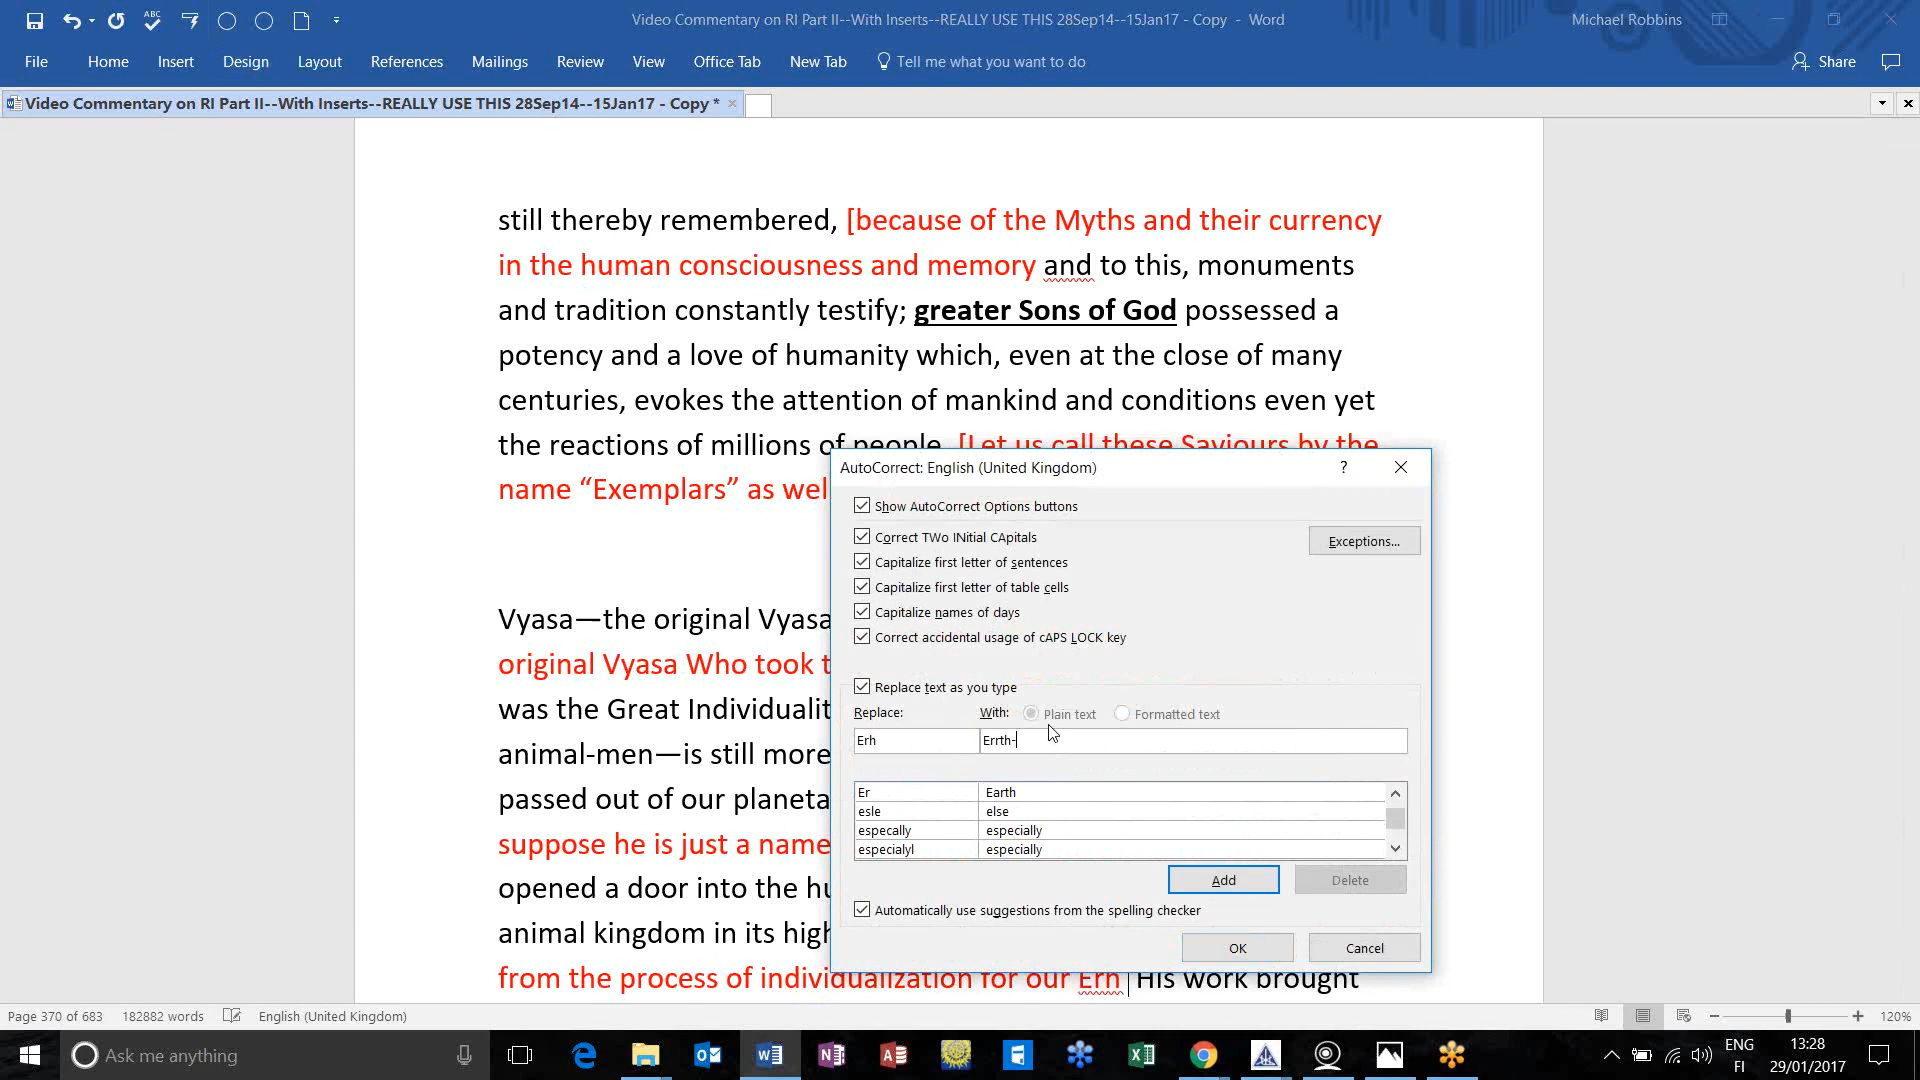 ABC
Video Commentary on RI Part II--With Inserts--REALLY USE THIS 28Sep14--15Jan17 - Copy - Word
Michael Robbins
File Home Insert Design Layout References Mailings Review View Office Tab New Tab Tell me what you want to do Share
Video Commentary on RI Part II--With Inserts--REALLY USE THIS 28Sep14--15Jan17 - Copy *
still thereby remembered, [because of the Myths and their currency
in the human consciousness and memory and to this, monuments
and tradition constantly testify; greater Sons of God possessed a
potency and a love of humanity which, even at the close of many
centuries, evokes the attention of mankind and conditions even yet
the reactions of millions of people. [Let us call these Saviours by the
name “Exemplars” as wel
Vyasa—the original Vyasa
original Vyasa Who took t
was the Great Individualit
animal-men—is still more
passed out of our planeta
suppose he is just a name
opened a door into the hu
animal kingdom in its high
from the process of individualization for our Erh His work brought
AutoCorrect: English (United Kingdom)
?
Show AutoCorrect Options buttons
Correct TWo INitial CApitals
Exceptions...
Capitalize first letter of sentences
Capitalize first letter of table cells
Capitalize names of days
Correct accidental usage of cAPS LOCK key
Replace text as you type
Replace: With: Plain text Formatted text
Erh Errth-
Er Earth
esle else
especally especially
especialyl especially
Add Delete
Automatically use suggestions from the spelling checker
OK Cancel
Page 370 of 683 182882 words English (United Kingdom) 120%
Ask me anything
ENG
FI
13:28
29/01/2017